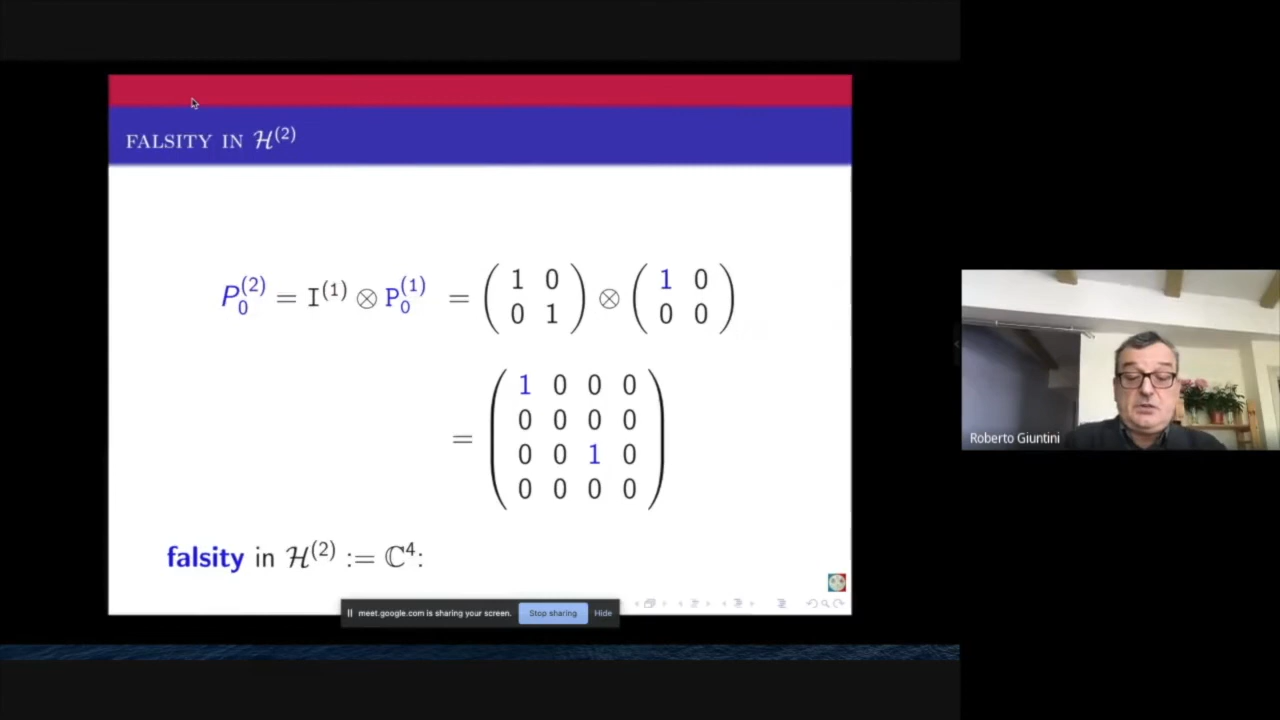 FALSITY IN ℋ⁽²⁾
P₀⁽²⁾ = I⁽¹⁾ ⊗ P₀⁽¹⁾ = ( 1 0 ) ⊗ ( 1 0 )
( 0 1 ) ( 0 0 )
= ( 1 0 0 0 )
( 0 0 0 0 )
( 0 0 1 0 )
( 0 0 0 0 )
falsity in ℋ⁽²⁾ := ℂ⁴:
meet.google.com is sharing your screen. Stop sharing Hide
Roberto Giuntini